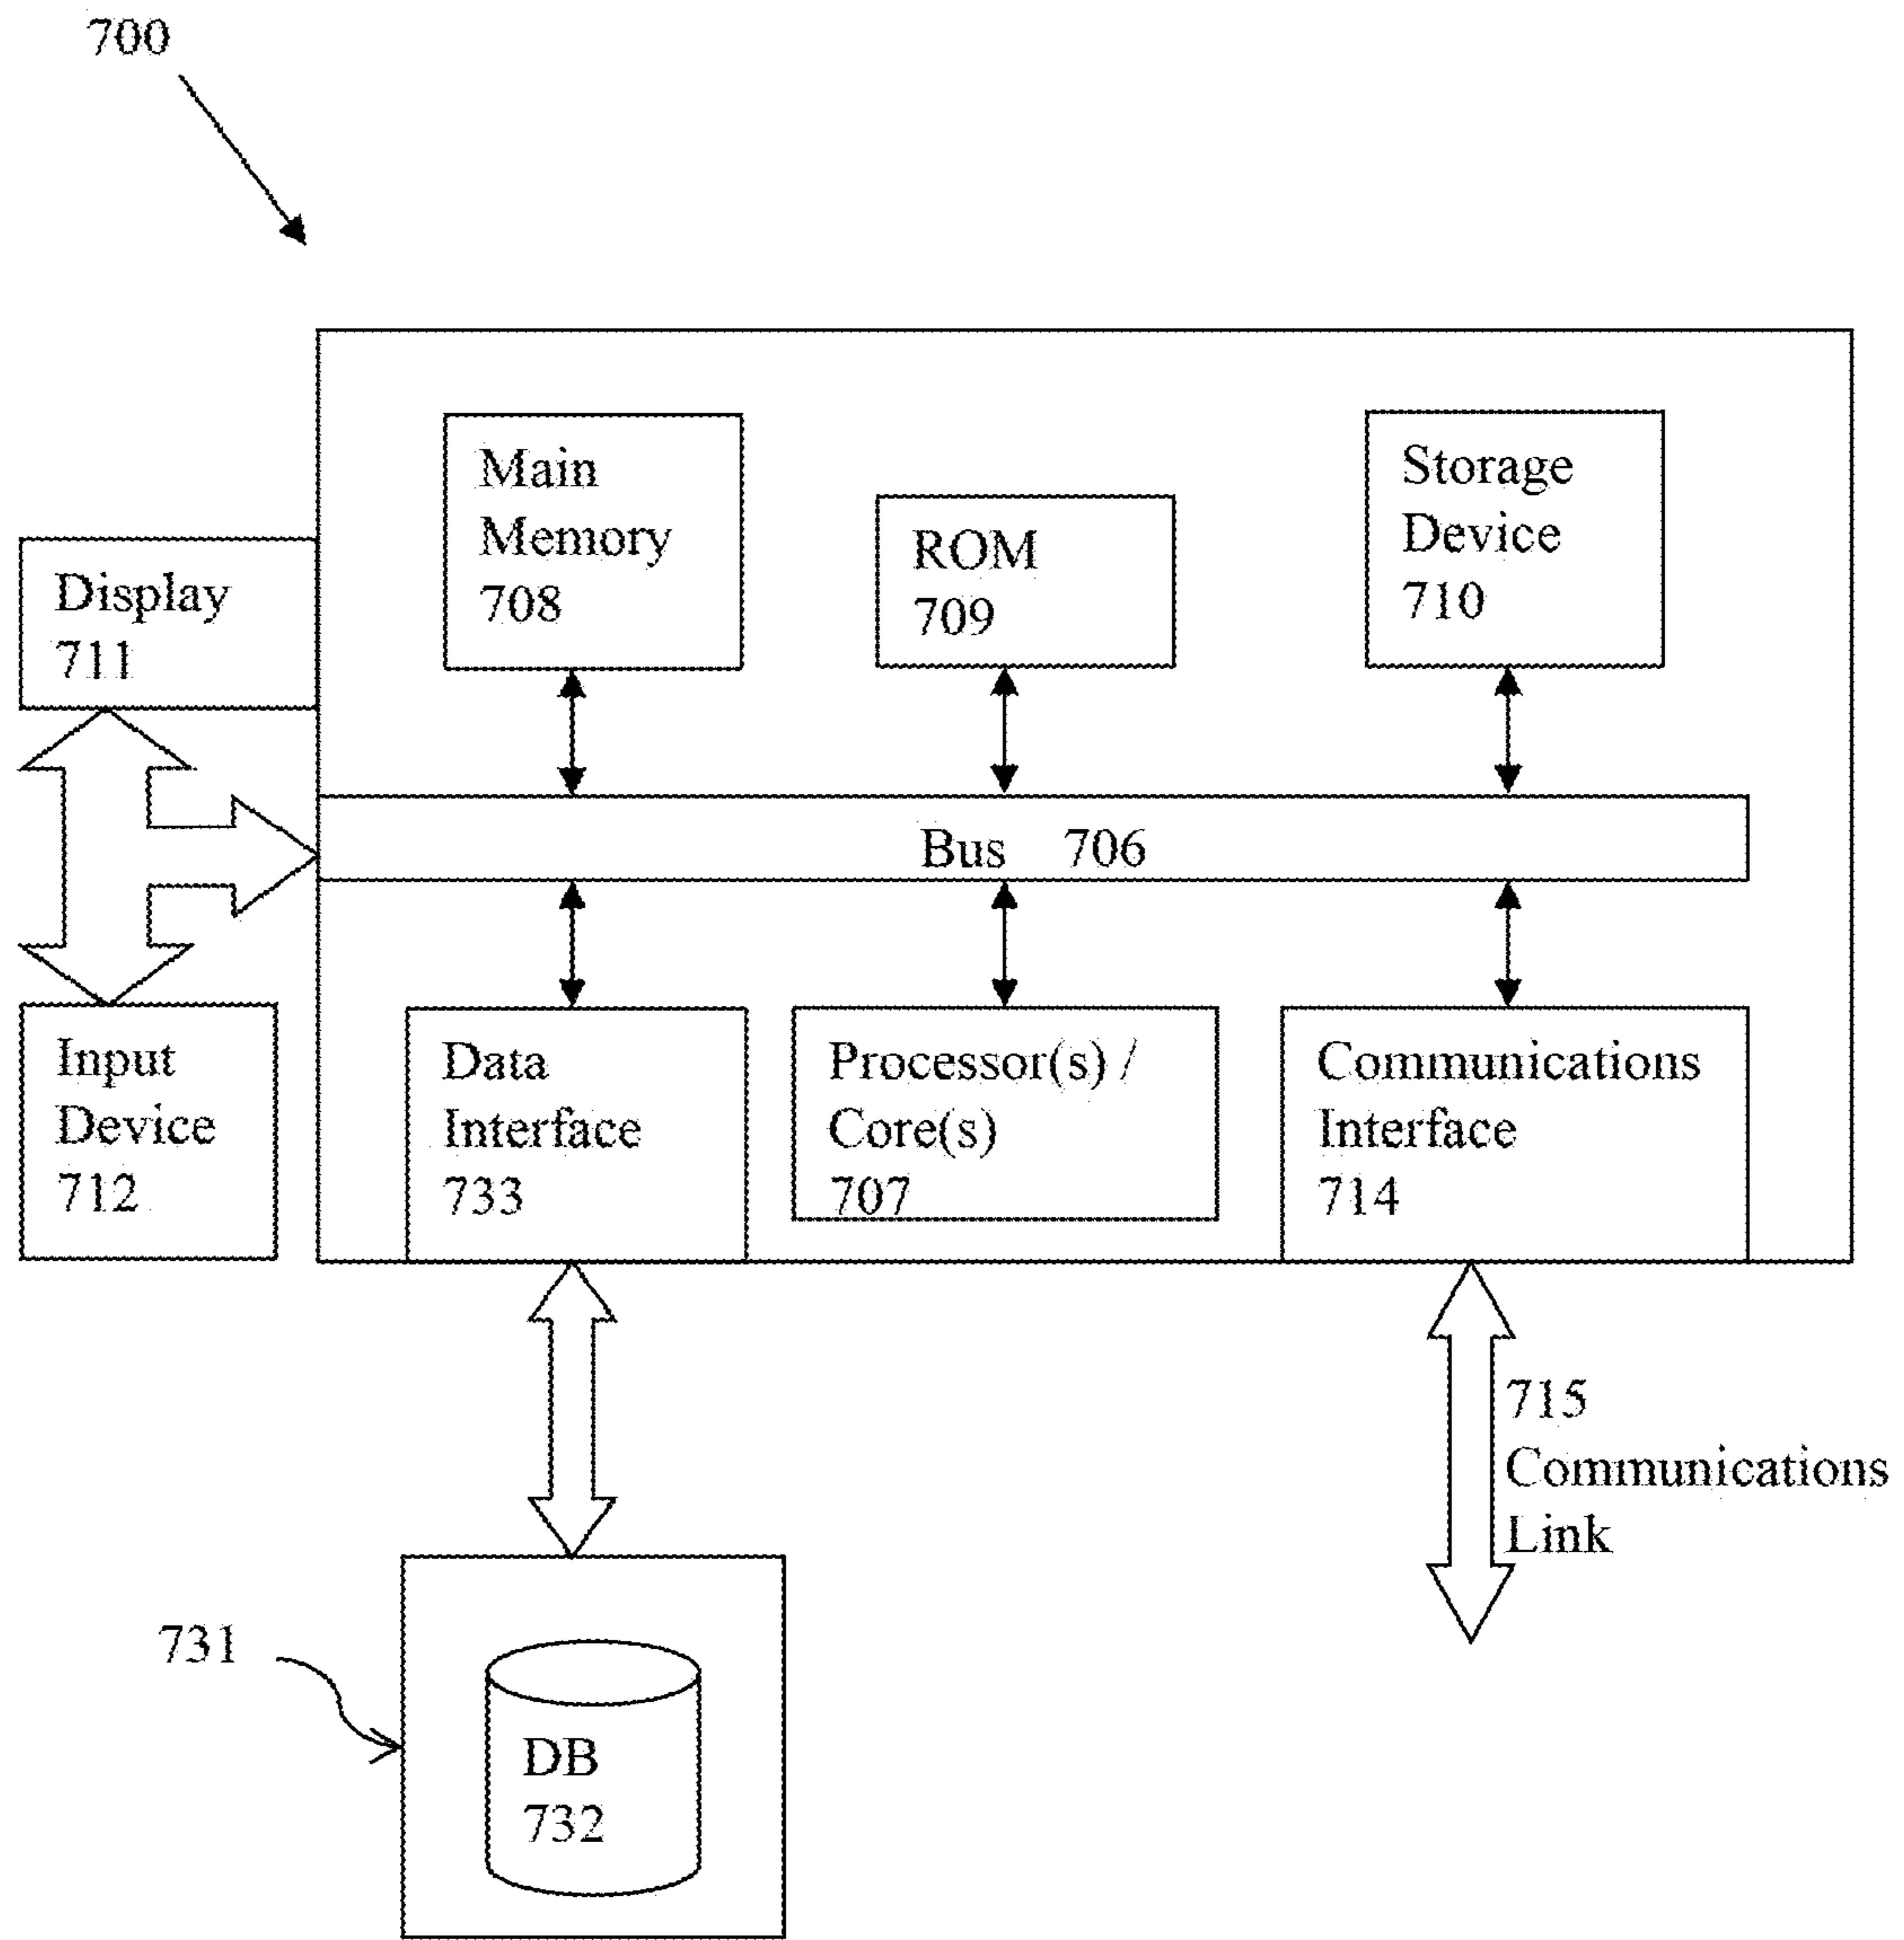 700
Main
Memory
708
ROM
709
Storage
Device
710
Display
711
Bus 706
Input
Device
712
Data
Interface
733
Processor(s) /
Core(s)
707
Communications
Interface
714
715
Communications
Link
731
DB
732